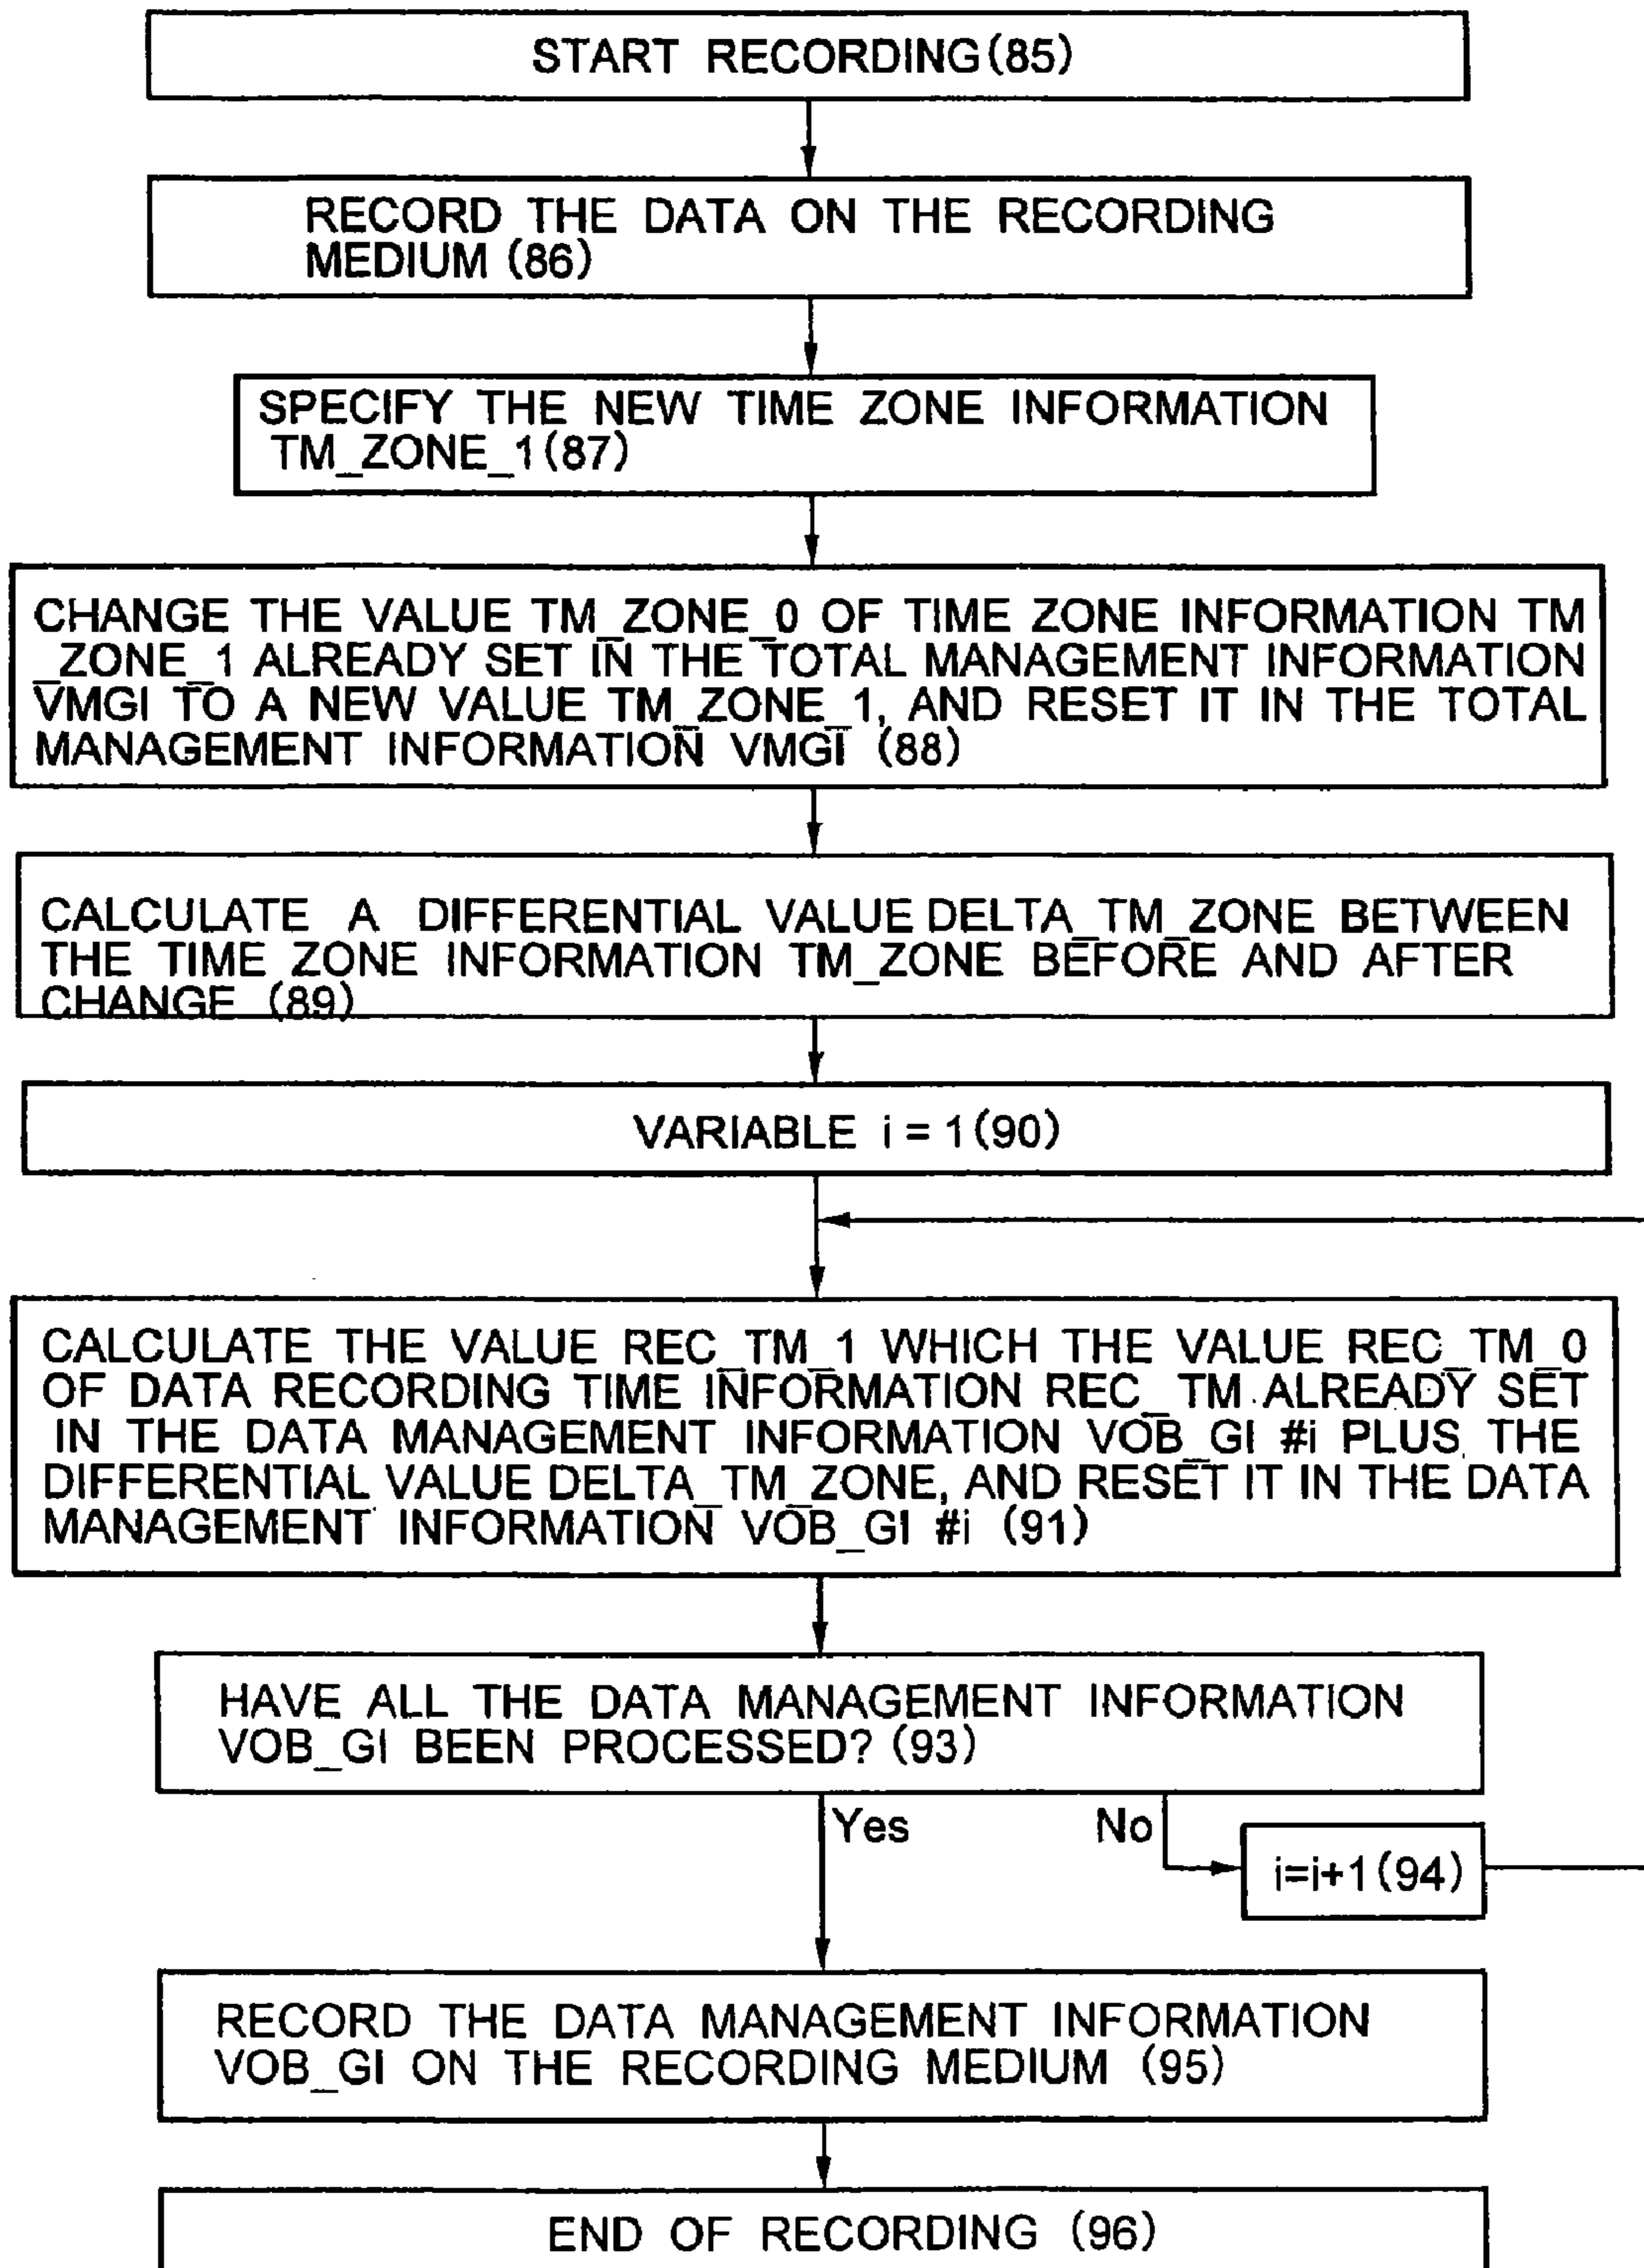 START RECORDING(85)
RECORD THE DATA ON THE RECORDING
MEDIUM (86)
SPECIFY THE NEW TIME ZONE INFORMATION
TM_ZONE_1(87)
CHANGE THE VALUE TM_ZONE_0 OF TIME ZONE INFORMATION TM
_ZONE_1 ALREADY SET IN THE TOTAL MANAGEMENT INFORMATION
VMGI TO A NEW VALUE TM_ZONE_1, AND RESET IT IN THE TOTAL
MANAGEMENT INFORMATION VMGI (88)
CALCULATE A DIFFERENTIAL VALUE DELTA_TM_ZONE BETWEEN
THE TIME ZONE INFORMATION TM_ZONE BEFORE AND AFTER
CHANGE (89)
VARIABLE i = 1(90)
CALCULATE THE VALUE REC_TM_1 WHICH THE VALUE REC_TM_0
OF DATA RECORDING TIME INFORMATION REC_TM ALREADY SET
IN THE DATA MANAGEMENT INFORMATION VOB_GI #i PLUS THE
DIFFERENTIAL VALUE DELTA_TM_ZONE, AND RESET IT IN THE DATA
MANAGEMENT INFORMATION VOB_GI #i (91)
HAVE ALL THE DATA MANAGEMENT INFORMATION
VOB_GI BEEN PROCESSED? (93)
Yes No
i=i+1(94)
RECORD THE DATA MANAGEMENT INFORMATION
VOB_GI ON THE RECORDING MEDIUM (95)
END OF RECORDING (96)